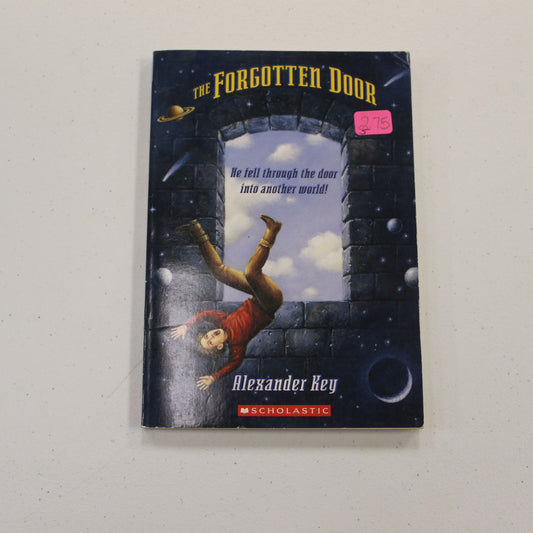 THE FORGOTTEN DOOR
2.75
He fell through the door
into another world!
Alexander Key
SCHOLASTIC